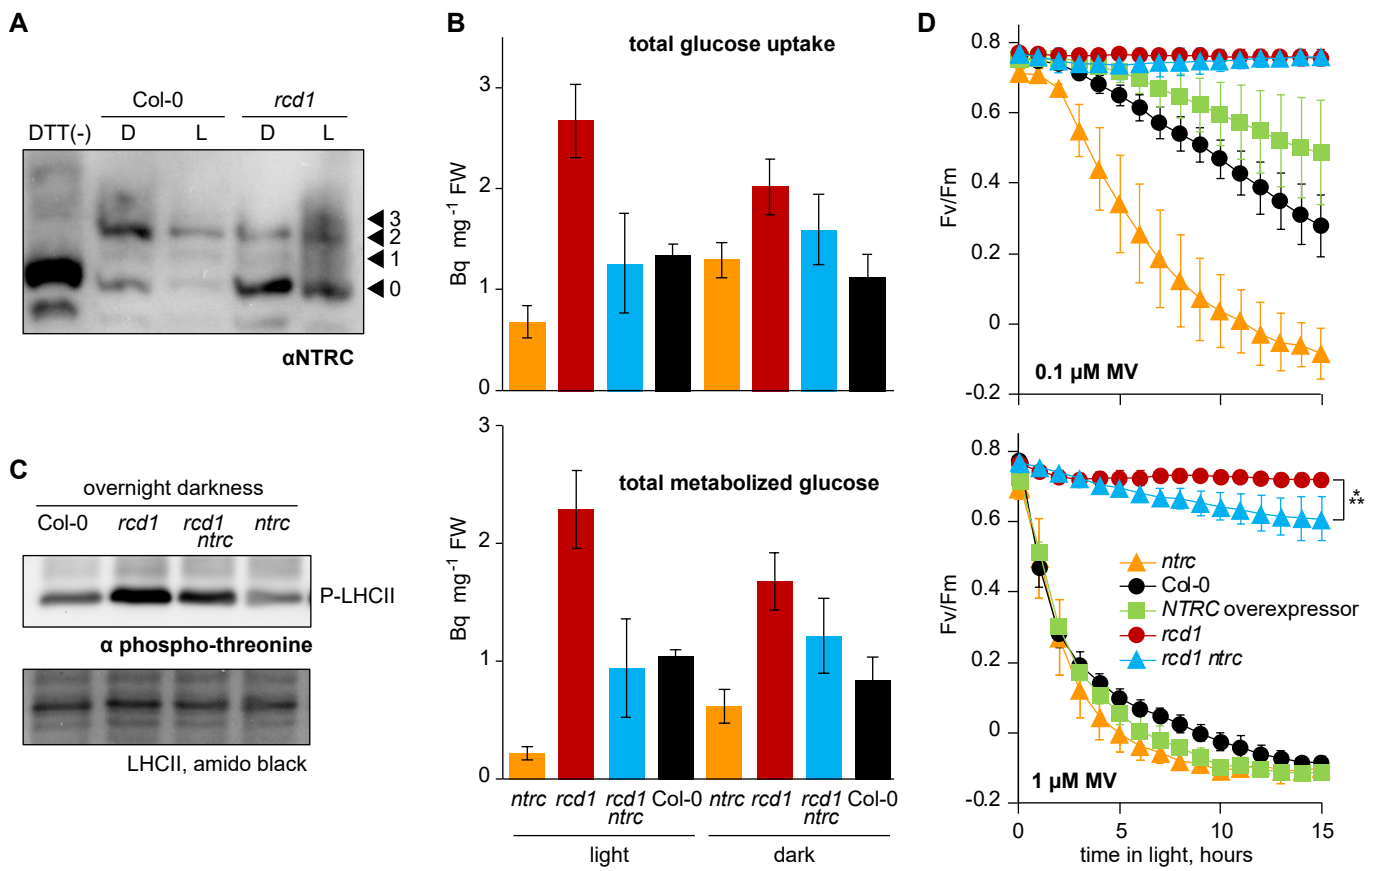 A
Col-0
rcd1
DTT(-)
D
L
D
L
3
2
1
0
αNTRC
B
total glucose uptake
Bq mg⁻¹ FW
3
2
1
0
total metabolized glucose
Bq mg⁻¹ FW
3
2
1
0
ntrc
rcd1
rcd1
ntrc
Col-0
ntrc
rcd1
rcd1
ntrc
Col-0
light
dark
C
overnight darkness
Col-0
rcd1
rcd1
ntrc
ntrc
P-LHCII
α phospho-threonine
LHCII, amido black
D
Fv/Fm
0.8
0.6
0.4
0.2
0
-0.2
0.1 µM MV
Fv/Fm
0.8
0.6
0.4
0.2
0
-0.2
*
**
ntrc
Col-0
NTRC overexpressor
rcd1
rcd1 ntrc
1 µM MV
0
5
10
15
time in light, hours